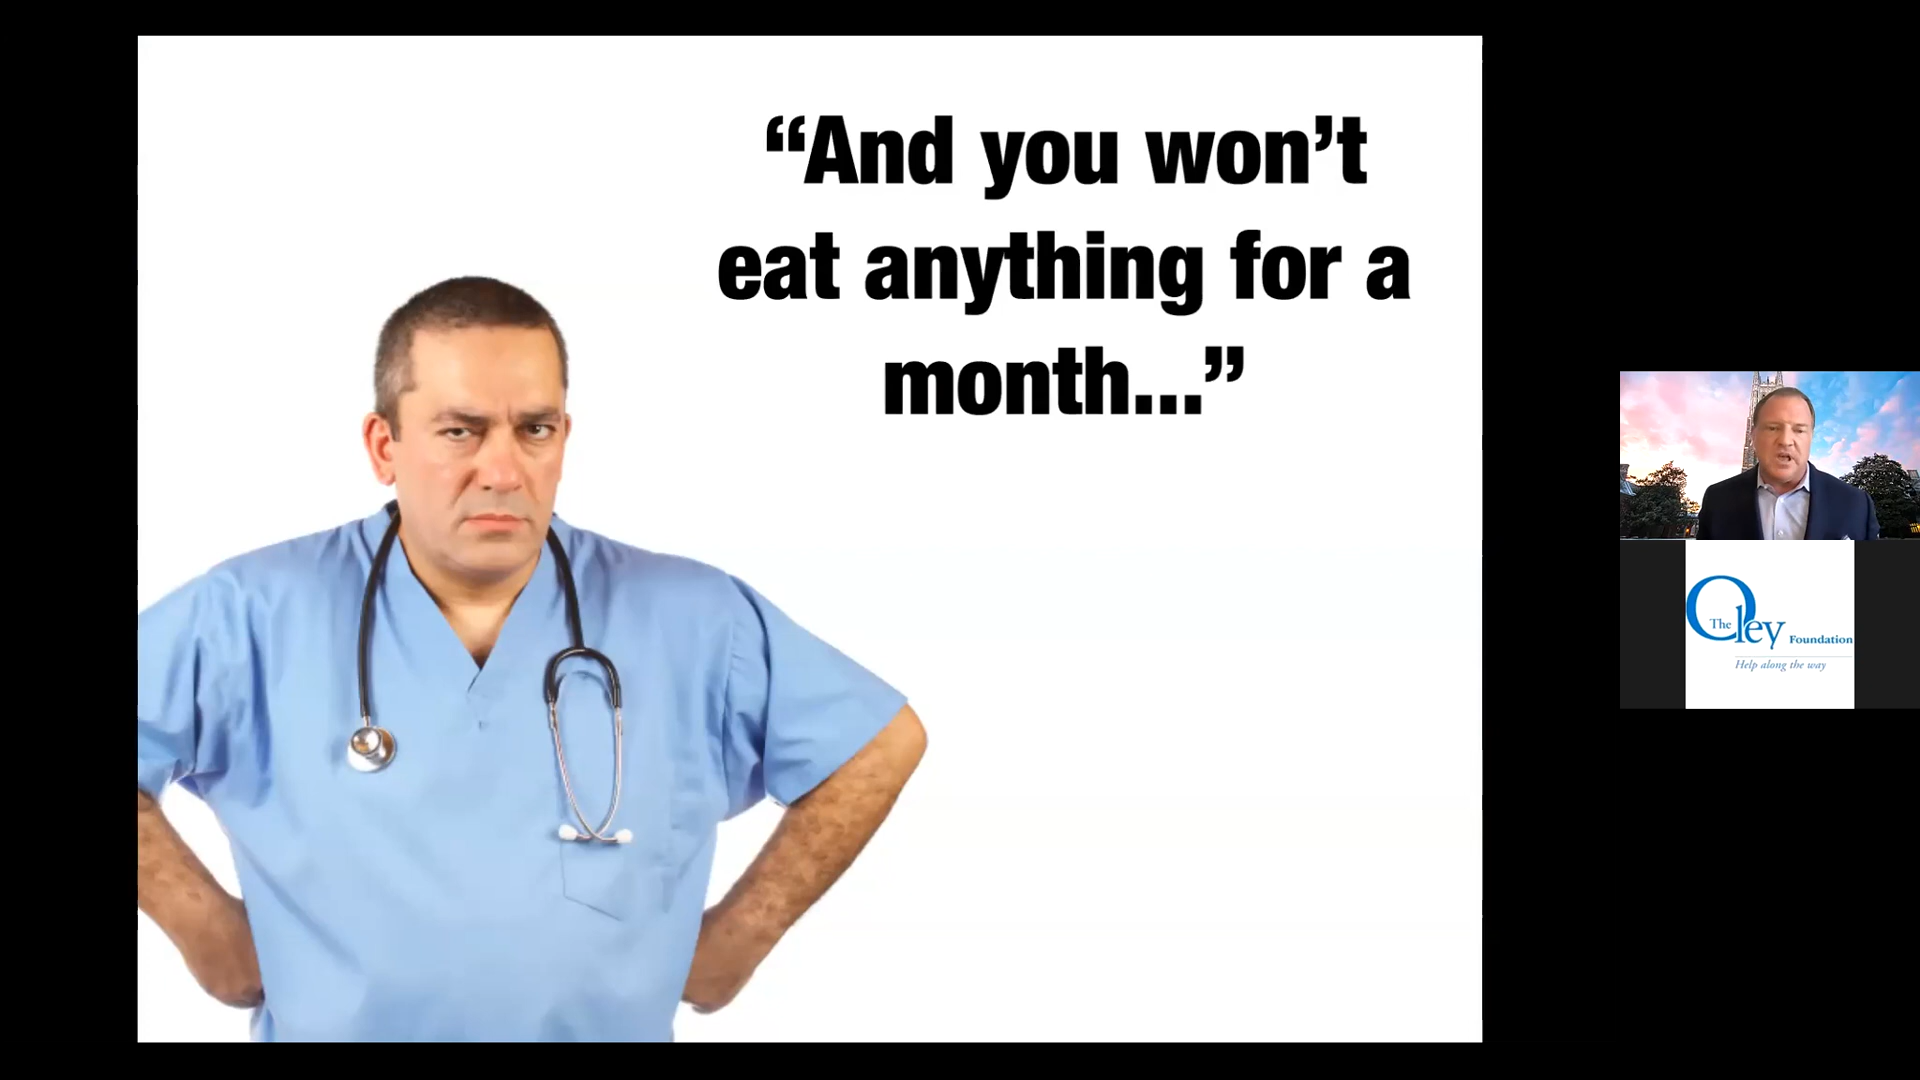 “And you won’t
eat anything for a
month...”
The Oley Foundation
Help along the way